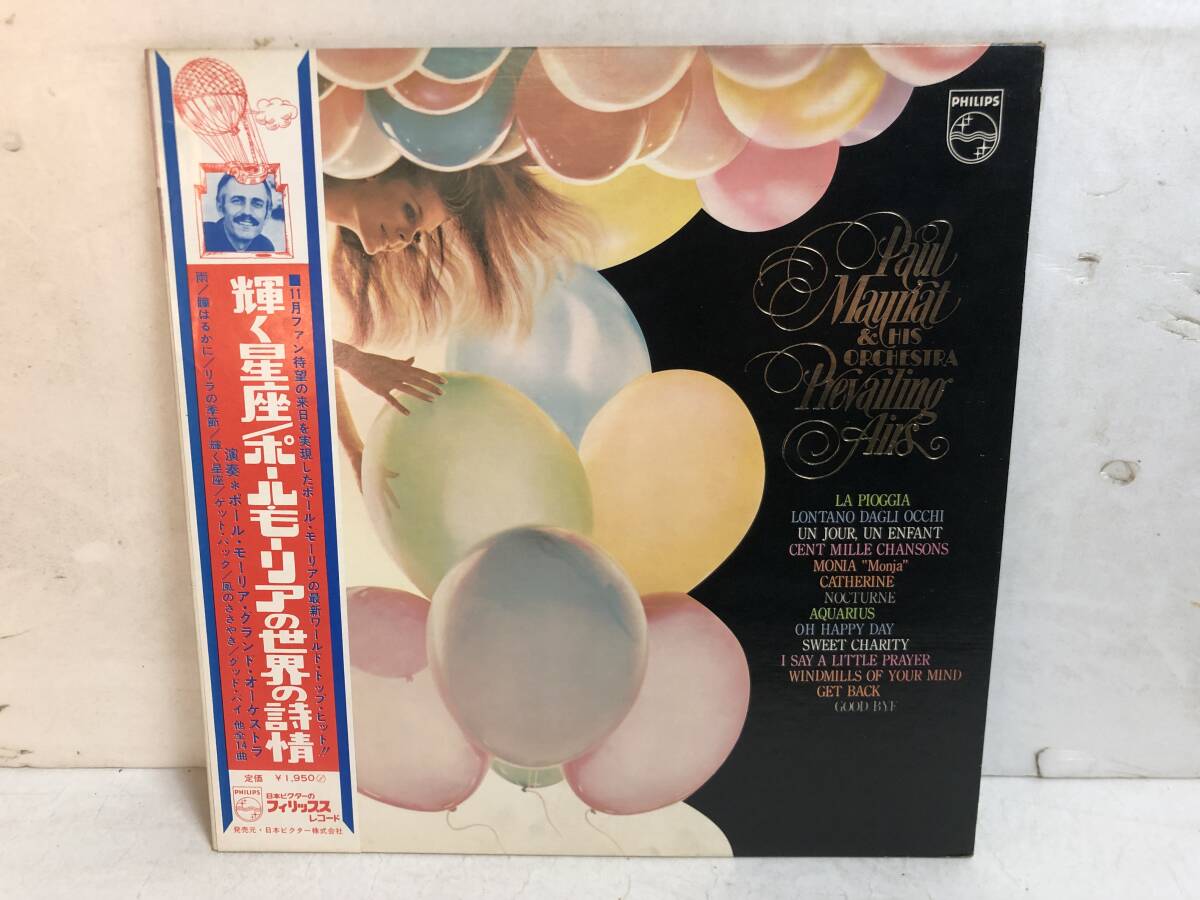 ■11月ファン待望の来日を実現したポール・モーリアの最新ワールド・トップ・ヒット!!
輝く星座/ポール・モーリアの世界の詩情
演奏*ポール・モーリア・グランド・オーケストラ
雨/瞳はるかに/リラの季節/輝く星座/ゲット・バック/風のささやき/グッド・バイ 他全14曲
定価 ¥1,950
PHILIPS
日本ビクターの
フィリップス
レコード
発売元・日本ビクター株式会社
PHILIPS
Paul
Mauriat
& HIS
ORCHESTRA
Prevailing
Airs
LA PIOGGIA
LONTANO DAGLI OCCHI
UN JOUR, UN ENFANT
CENT MILLE CHANSONS
MONIA "Monja"
CATHERINE
NOCTURNE
AQUARIUS
OH HAPPY DAY
SWEET CHARITY
I SAY A LITTLE PRAYER
WINDMILLS OF YOUR MIND
GET BACK
GOOD BYE